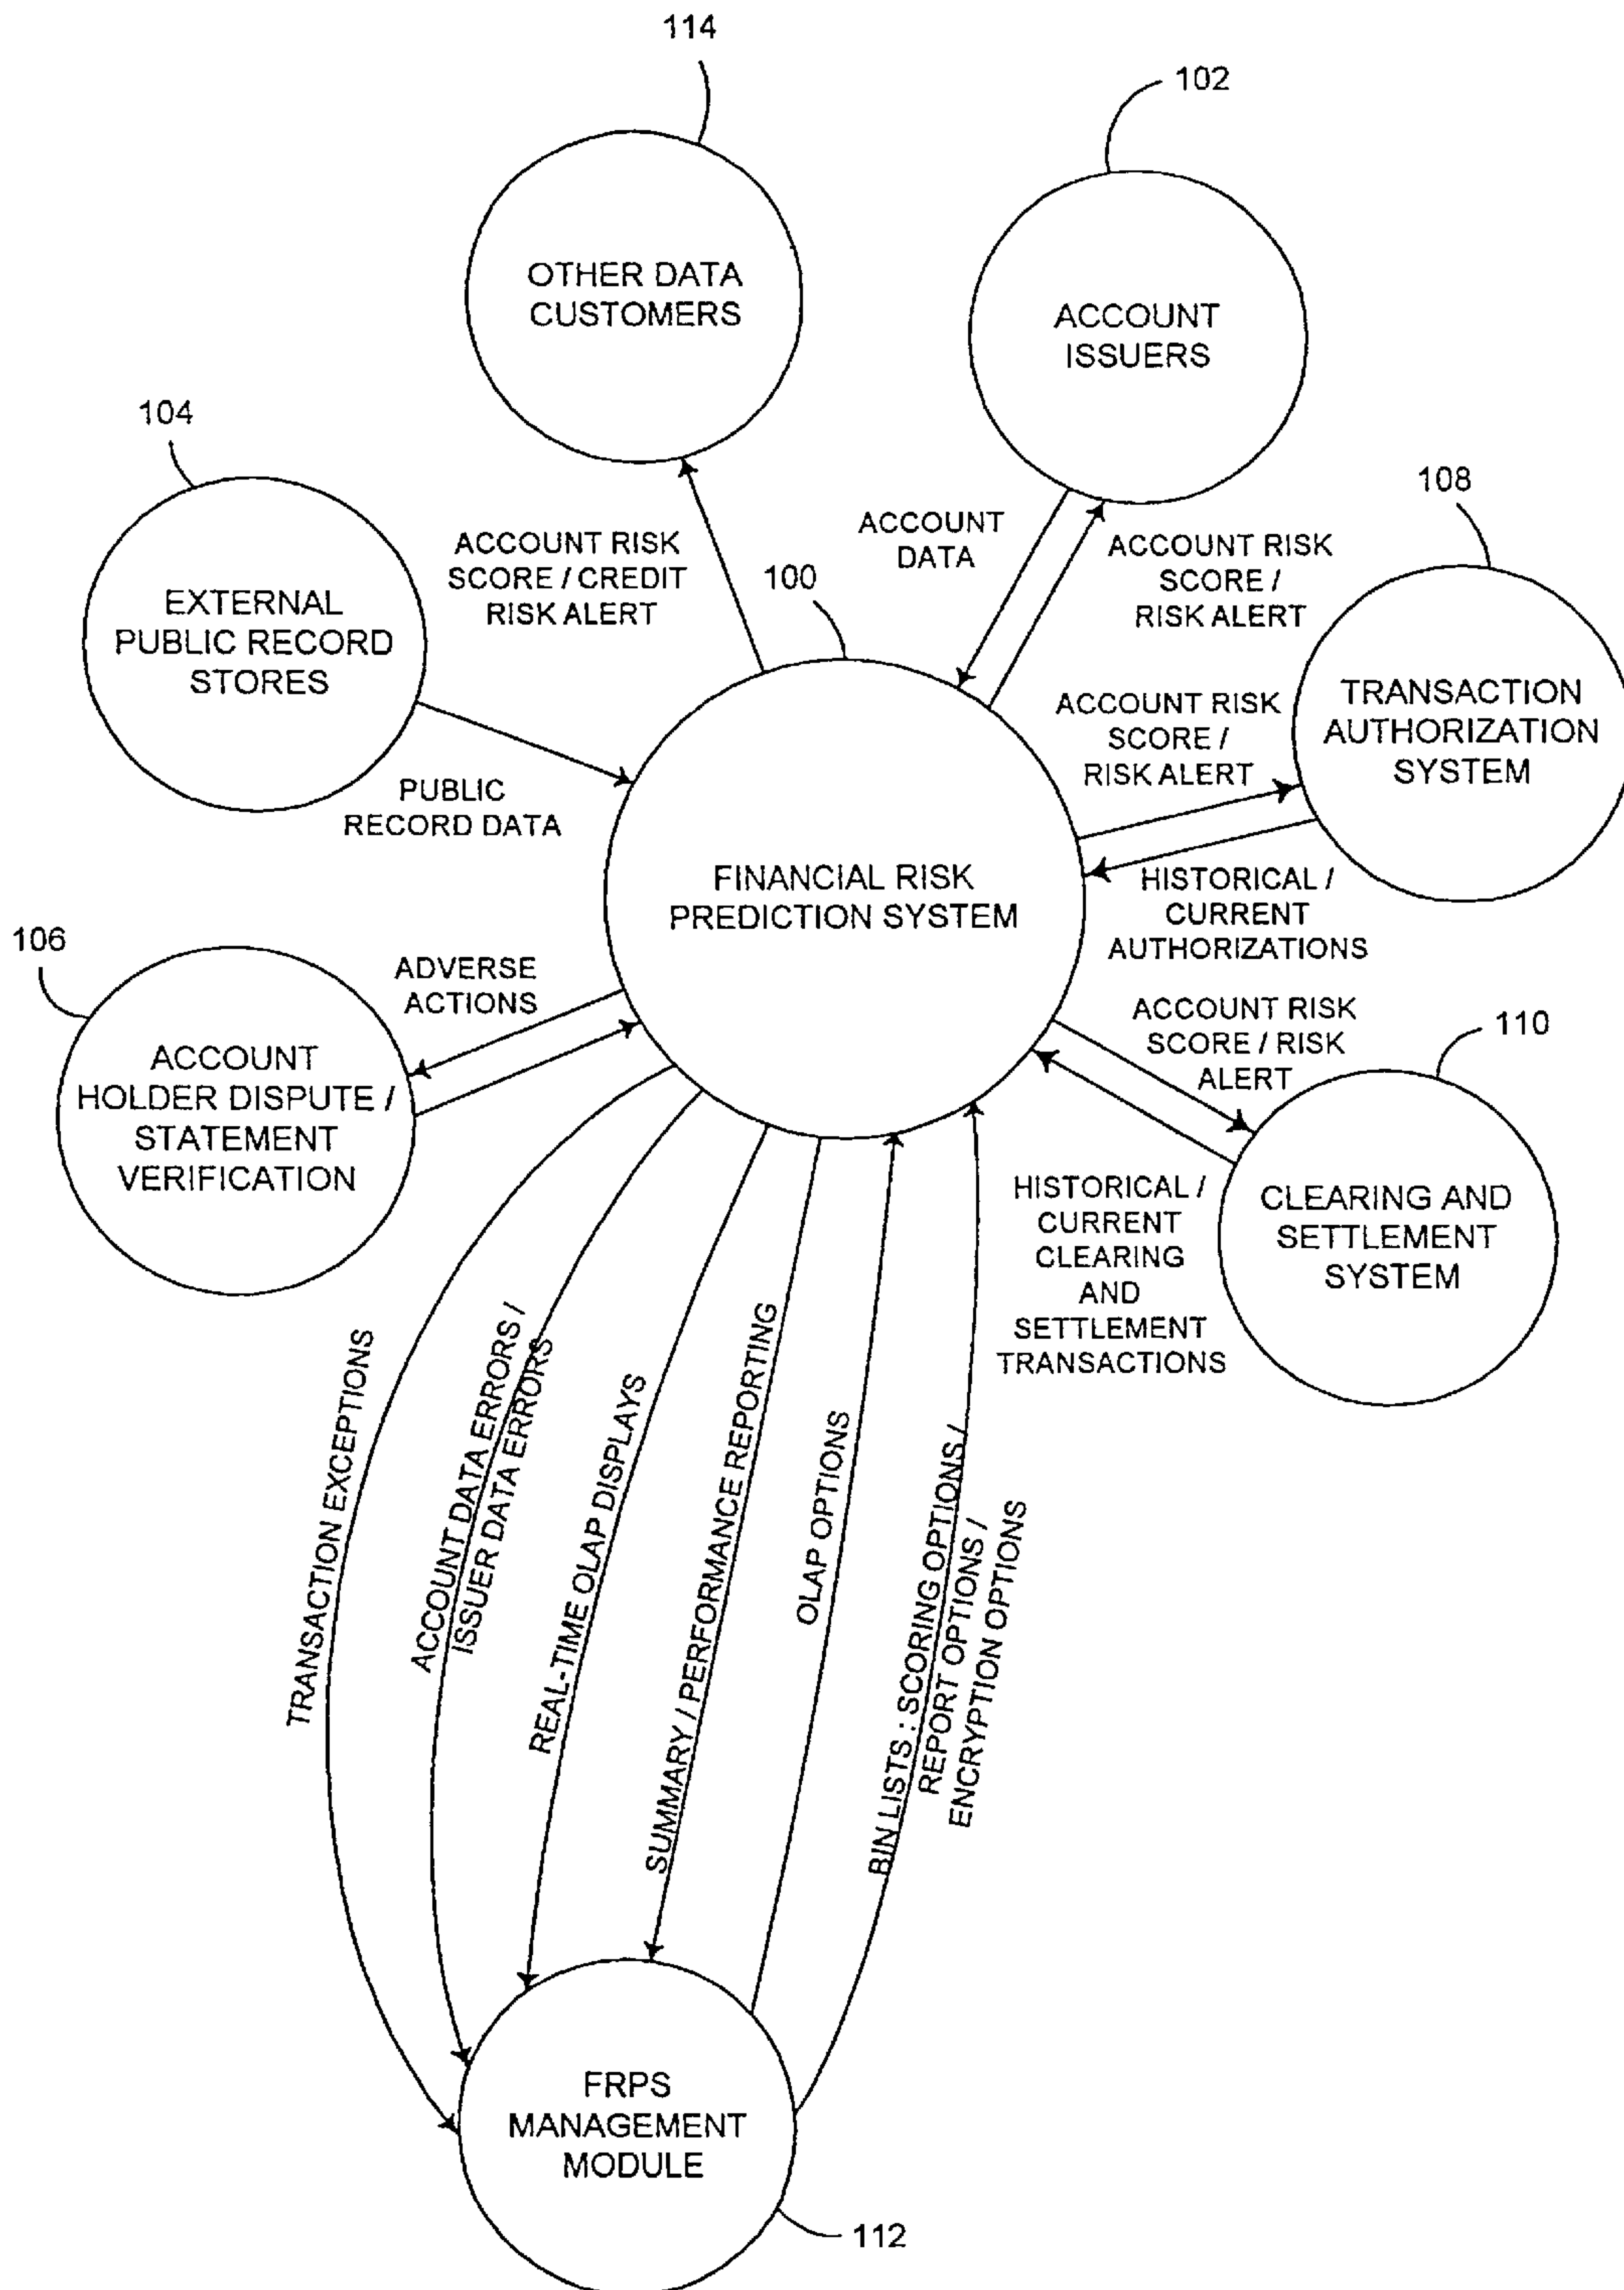 114
102
OTHER DATA
CUSTOMERS
ACCOUNT
ISSUERS
104
108
ACCOUNT
DATA
ACCOUNT RISK
SCORE / CREDIT
RISK ALERT
ACCOUNT RISK
SCORE /
RISK ALERT
100
EXTERNAL
PUBLIC RECORD
STORES
TRANSACTION
AUTHORIZATION
SYSTEM
ACCOUNT RISK
SCORE /
RISK ALERT
PUBLIC
RECORD DATA
FINANCIAL RISK
PREDICTION SYSTEM
HISTORICAL /
CURRENT
AUTHORIZATIONS
106
ADVERSE
ACTIONS
ACCOUNT RISK
SCORE / RISK
ALERT
110
ACCOUNT
HOLDER DISPUTE /
STATEMENT
VERIFICATION
HISTORICAL /
CURRENT
CLEARING
AND
SETTLEMENT
TRANSACTIONS
CLEARING AND
SETTLEMENT
SYSTEM
TRANSACTION EXCEPTIONS
ACCOUNT DATA ERRORS /
ISSUER DATA ERRORS
REAL-TIME OLAP DISPLAYS
SUMMARY / PERFORMANCE REPORTING
OLAP OPTIONS
BIN LISTS : SCORING OPTIONS /
REPORT OPTIONS /
ENCRYPTION OPTIONS
FRPS
MANAGEMENT
MODULE
112